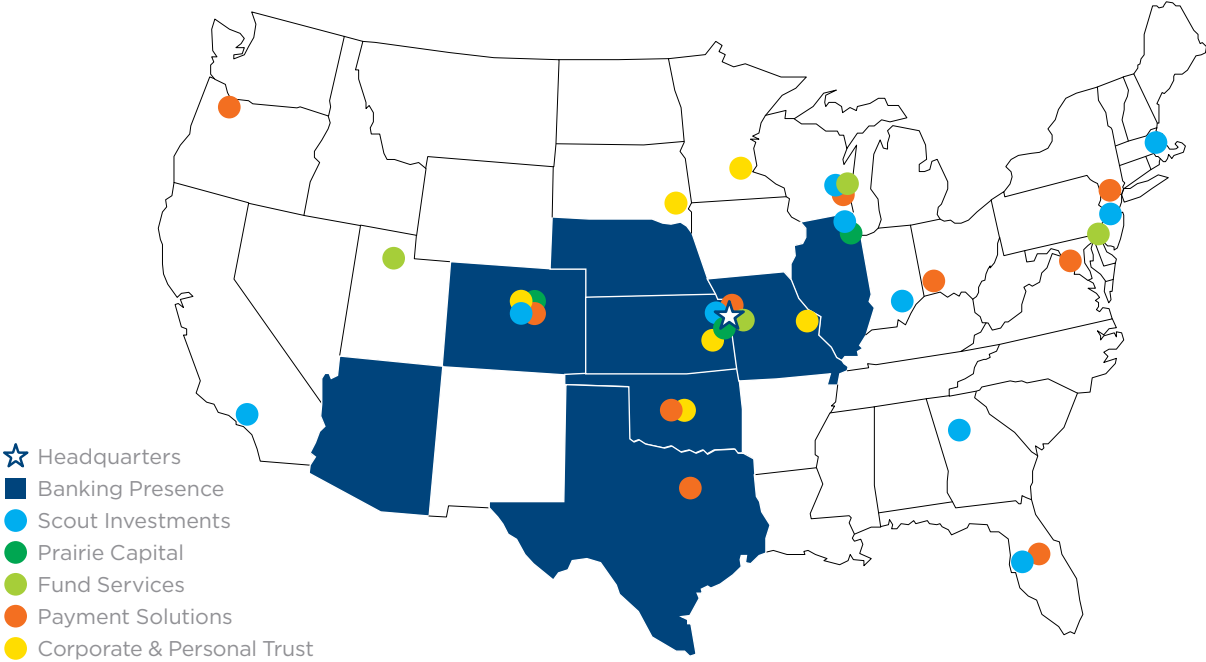 Headquarters
Banking Presence
Scout Investments
Prairie Capital
Fund Services
Payment Solutions
Corporate & Personal Trust